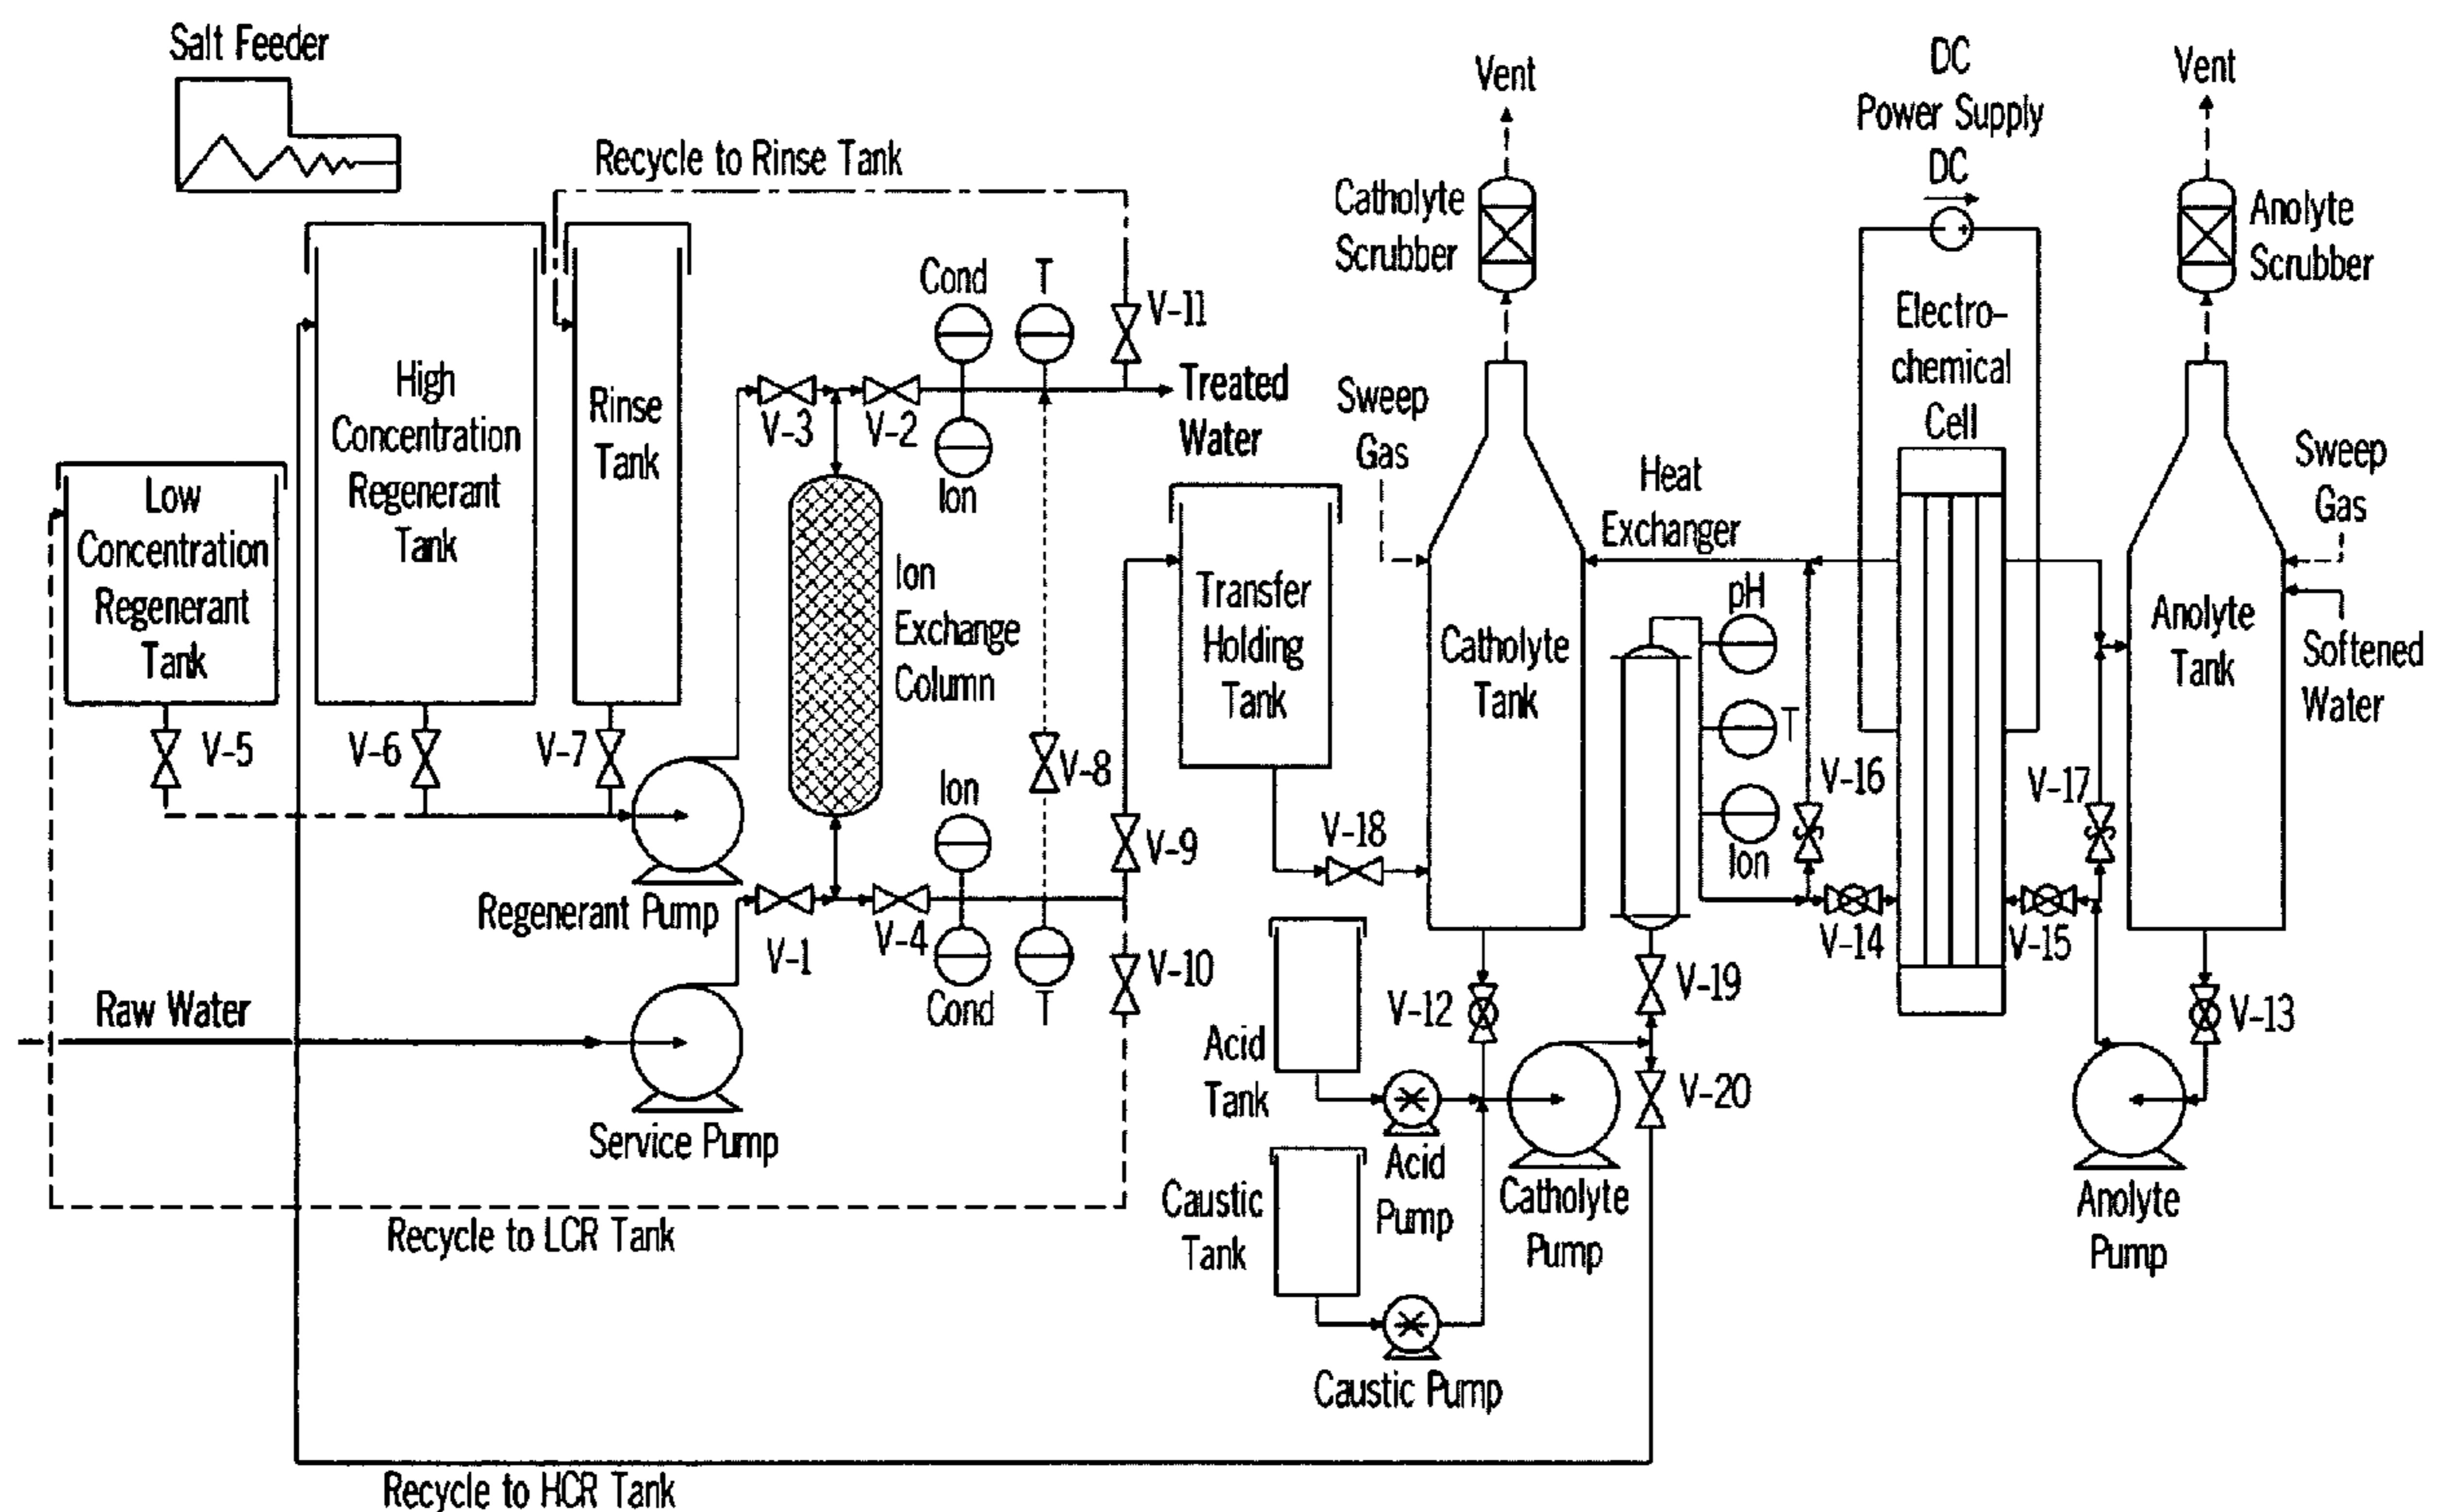 Salt Feeder
Recycle to Rinse Tank
Low
Concentration
Regenerant
Tank
High
Concentration
Regenerant
Tank
Rinse
Tank
V-5
V-6
V-7
Regenerant Pump
Raw Water
Service Pump
Recycle to LCR Tank
Recycle to HCR Tank
Cond
T
V-11
V-3
V-2
Ion
Treated
Water
Ion
Exchange
Column
V-8
Ion
V-9
V-1
V-4
Cond
T
V-10
Transfer
Holding
Tank
V-18
Vent
Catholyte
Scrubber
Sweep
Gas
Catholyte
Tank
Heat
Exchanger
pH
T
Ion
V-12
V-19
V-20
Acid
Tank
Acid
Pump
Caustic
Tank
Caustic Pump
Catholyte
Pump
DC
Power Supply
DC
- +
Electro-
chemical
Cell
V-16
V-17
V-14
V-15
Vent
Anolyte
Scrubber
Sweep
Gas
Anolyte
Tank
Softened
Water
V-13
Anolyte
Pump